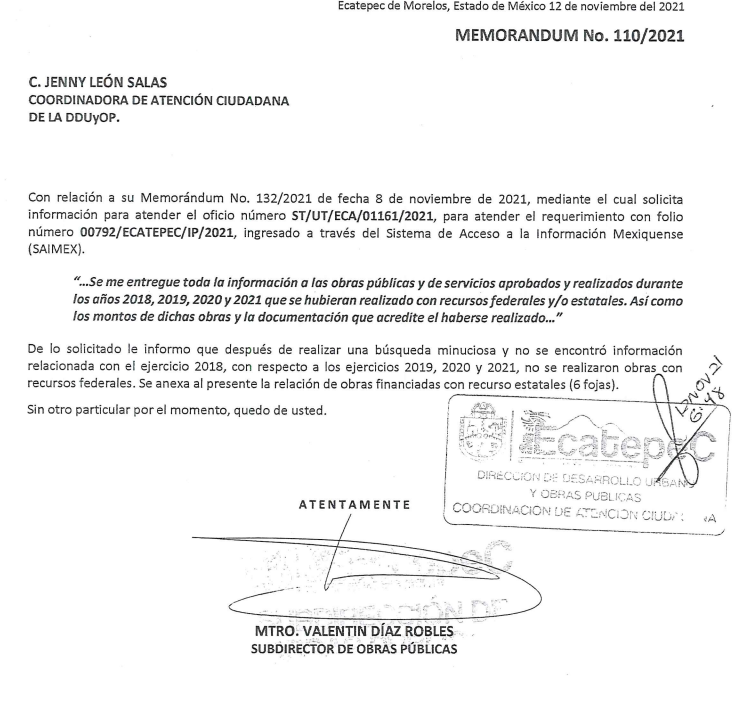 Ecatepec de Morelos, Estado de México 12 de noviembre del 2021
MEMORANDUM No. 110/2021
C. JENNY LEÓN SALAS
COORDINADORA DE ATENCIÓN CIUDADANA
DE LA DDUyOP.
Con relación a su Memorándum No. 132/2021 de fecha 8 de noviembre de 2021, mediante el cual solicita
información para atender el oficio número ST/UT/ECA/01161/2021, para atender el requerimiento con folio
número 00792/ECATEPEC/IP/2021, ingresado a través del Sistema de Acceso a la Información Mexiquense
(SAIMEX).
“...Se me entregue toda la información a las obras públicas y de servicios aprobados y realizados durante
los años 2018, 2019, 2020 y 2021 que se hubieran realizado con recursos federales y/o estatales. Así como
los montos de dichas obras y la documentación que acredite el haberse realizado...”
De lo solicitado le informo que después de realizar una búsqueda minuciosa y no se encontró información
relacionada con el ejercicio 2018, con respecto a los ejercicios 2019, 2020 y 2021, no se realizaron obras con
recursos federales. Se anexa al presente la relación de obras financiadas con recurso estatales (6 fojas).
Sin otro particular por el momento, quedo de usted.
12 NOV 21
6:48
Ecatepec
DIRECCION DE DESARROLLO URBANO
Y OBRAS PUBLICAS
COORDINACION DE ATENCION
ATENTAMENTE
SUBDIRECCIÓN DE
MTRO. VALENTIN DÍAZ ROBLES
SUBDIRECTOR DE OBRAS PÚBLICAS